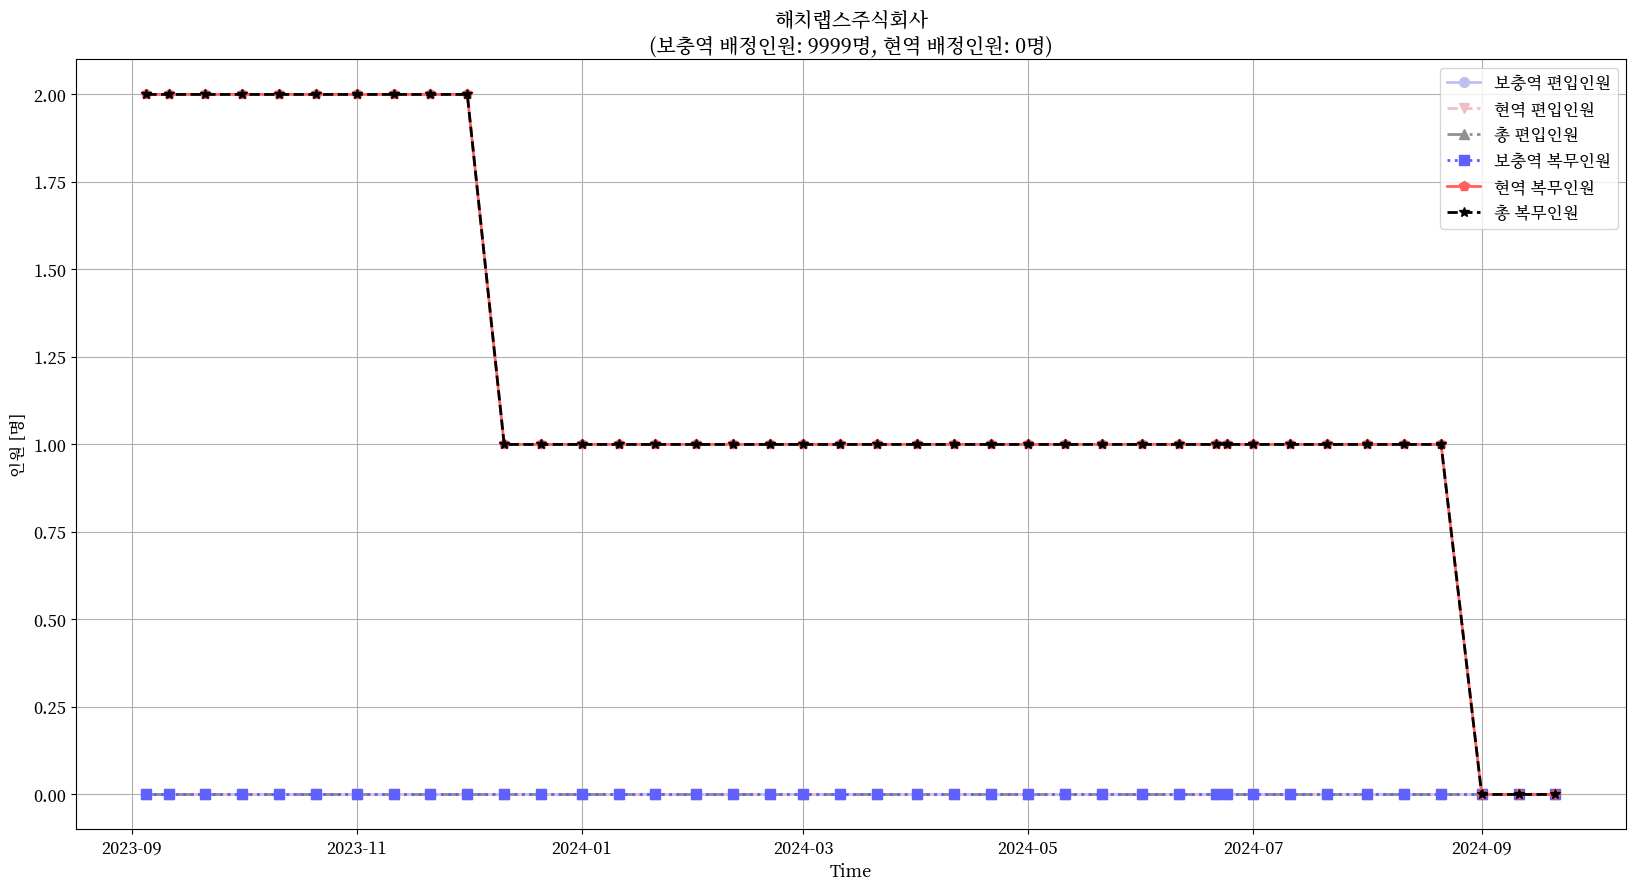 해치랩스주식회사
(보충역 배정인원: 9999명, 현역 배정인원: 0명)
보충역 편입인원
현역 편입인원
총 편입인원
보충역 복무인원
현역 복무인원
총 복무인원
인원 [명]
2.00
1.75
1.50
1.25
1.00
0.75
0.50
0.25
0.00
2023-09 2023-11 2024-01 2024-03 2024-05 2024-07 2024-09
Time